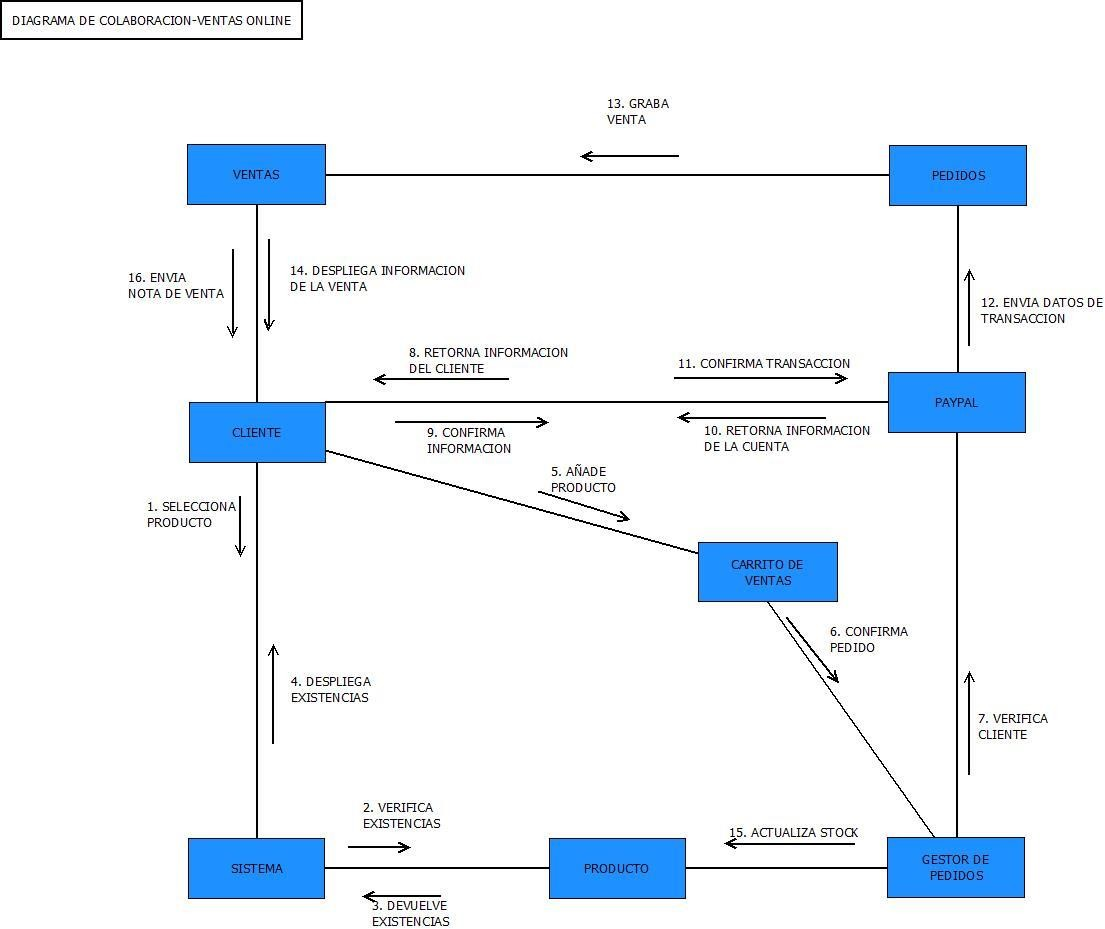 DIAGRAMA DE COLABORACION-VENTAS ONLINE
13. GRABA
VENTA
VENTAS
PEDIDOS
16. ENVIA
NOTA DE VENTA
14. DESPLIEGA INFORMACION
DE LA VENTA
12. ENVIA DATOS DE
TRANSACCION
8. RETORNA INFORMACION
DEL CLIENTE
11. CONFIRMA TRANSACCION
CLIENTE
PAYPAL
9. CONFIRMA
INFORMACION
10. RETORNA INFORMACION
DE LA CUENTA
5. AÑADE
PRODUCTO
1. SELECCIONA
PRODUCTO
CARRITO DE
VENTAS
6. CONFIRMA
PEDIDO
4. DESPLIEGA
EXISTENCIAS
7. VERIFICA
CLIENTE
2. VERIFICA
EXISTENCIAS
15. ACTUALIZA STOCK
SISTEMA
PRODUCTO
GESTOR DE
PEDIDOS
3. DEVUELVE
EXISTENCIAS